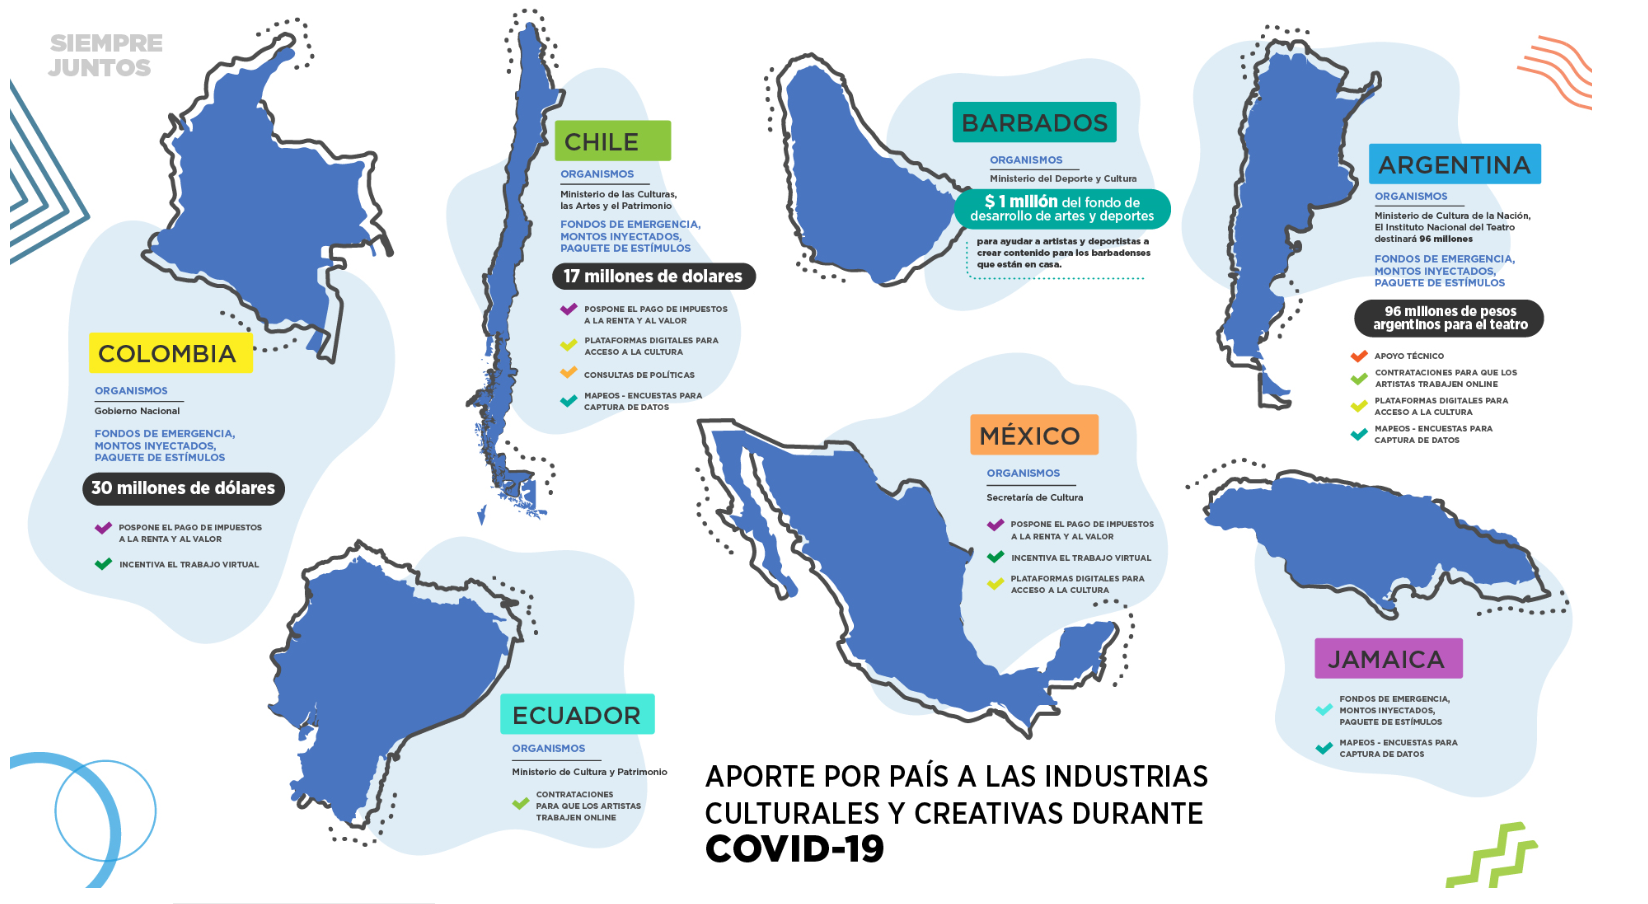 SIEMPRE
JUNTOS
COLOMBIA
ORGANISMOS
Gobierno Nacional
FONDOS DE EMERGENCIA,
MONTOS INYECTADOS,
PAQUETE DE ESTÍMULOS
30 millones de dólares
POSPONE EL PAGO DE IMPUESTOS
A LA RENTA Y AL VALOR
INCENTIVA EL TRABAJO VIRTUAL
CHILE
ORGANISMOS
Ministerio de las Culturas,
las Artes y el Patrimonio
FONDOS DE EMERGENCIA,
MONTOS INYECTADOS,
PAQUETE DE ESTÍMULOS
17 millones de dolares
POSPONE EL PAGO DE IMPUESTOS
A LA RENTA Y AL VALOR
PLATAFORMAS DIGITALES PARA
ACCESO A LA CULTURA
CONSULTAS DE POLÍTICAS
MAPEOS - ENCUESTAS PARA
CAPTURA DE DATOS
BARBADOS
ORGANISMOS
Ministerio del Deporte y Cultura
$ 1 millón del fondo de
desarrollo de artes y deportes
para ayudar a artistas y deportistas a
crear contenido para los barbadenses
que están en casa.
ARGENTINA
ORGANISMOS
Ministerio de Cultura de la Nación,
El Instituto Nacional del Teatro
destinará 96 millones
FONDOS DE EMERGENCIA,
MONTOS INYECTADOS,
PAQUETE DE ESTÍMULOS
96 millones de pesos
argentinos para el teatro
APOYO TÉCNICO
CONTRATACIONES PARA QUE LOS
ARTISTAS TRABAJEN ONLINE
PLATAFORMAS DIGITALES PARA
ACCESO A LA CULTURA
MAPEOS - ENCUESTAS PARA
CAPTURA DE DATOS
MÉXICO
ORGANISMOS
Secretaría de Cultura
POSPONE EL PAGO DE IMPUESTOS
A LA RENTA Y AL VALOR
INCENTIVA EL TRABAJO VIRTUAL
PLATAFORMAS DIGITALES PARA
ACCESO A LA CULTURA
ECUADOR
ORGANISMOS
Ministerio de Cultura y Patrimonio
CONTRATACIONES
PARA QUE LOS ARTISTAS
TRABAJEN ONLINE
JAMAICA
FONDOS DE EMERGENCIA,
MONTOS INYECTADOS,
PAQUETE DE ESTÍMULOS
MAPEOS - ENCUESTAS PARA
CAPTURA DE DATOS
APORTE POR PAÍS A LAS INDUSTRIAS
CULTURALES Y CREATIVAS DURANTE
COVID-19